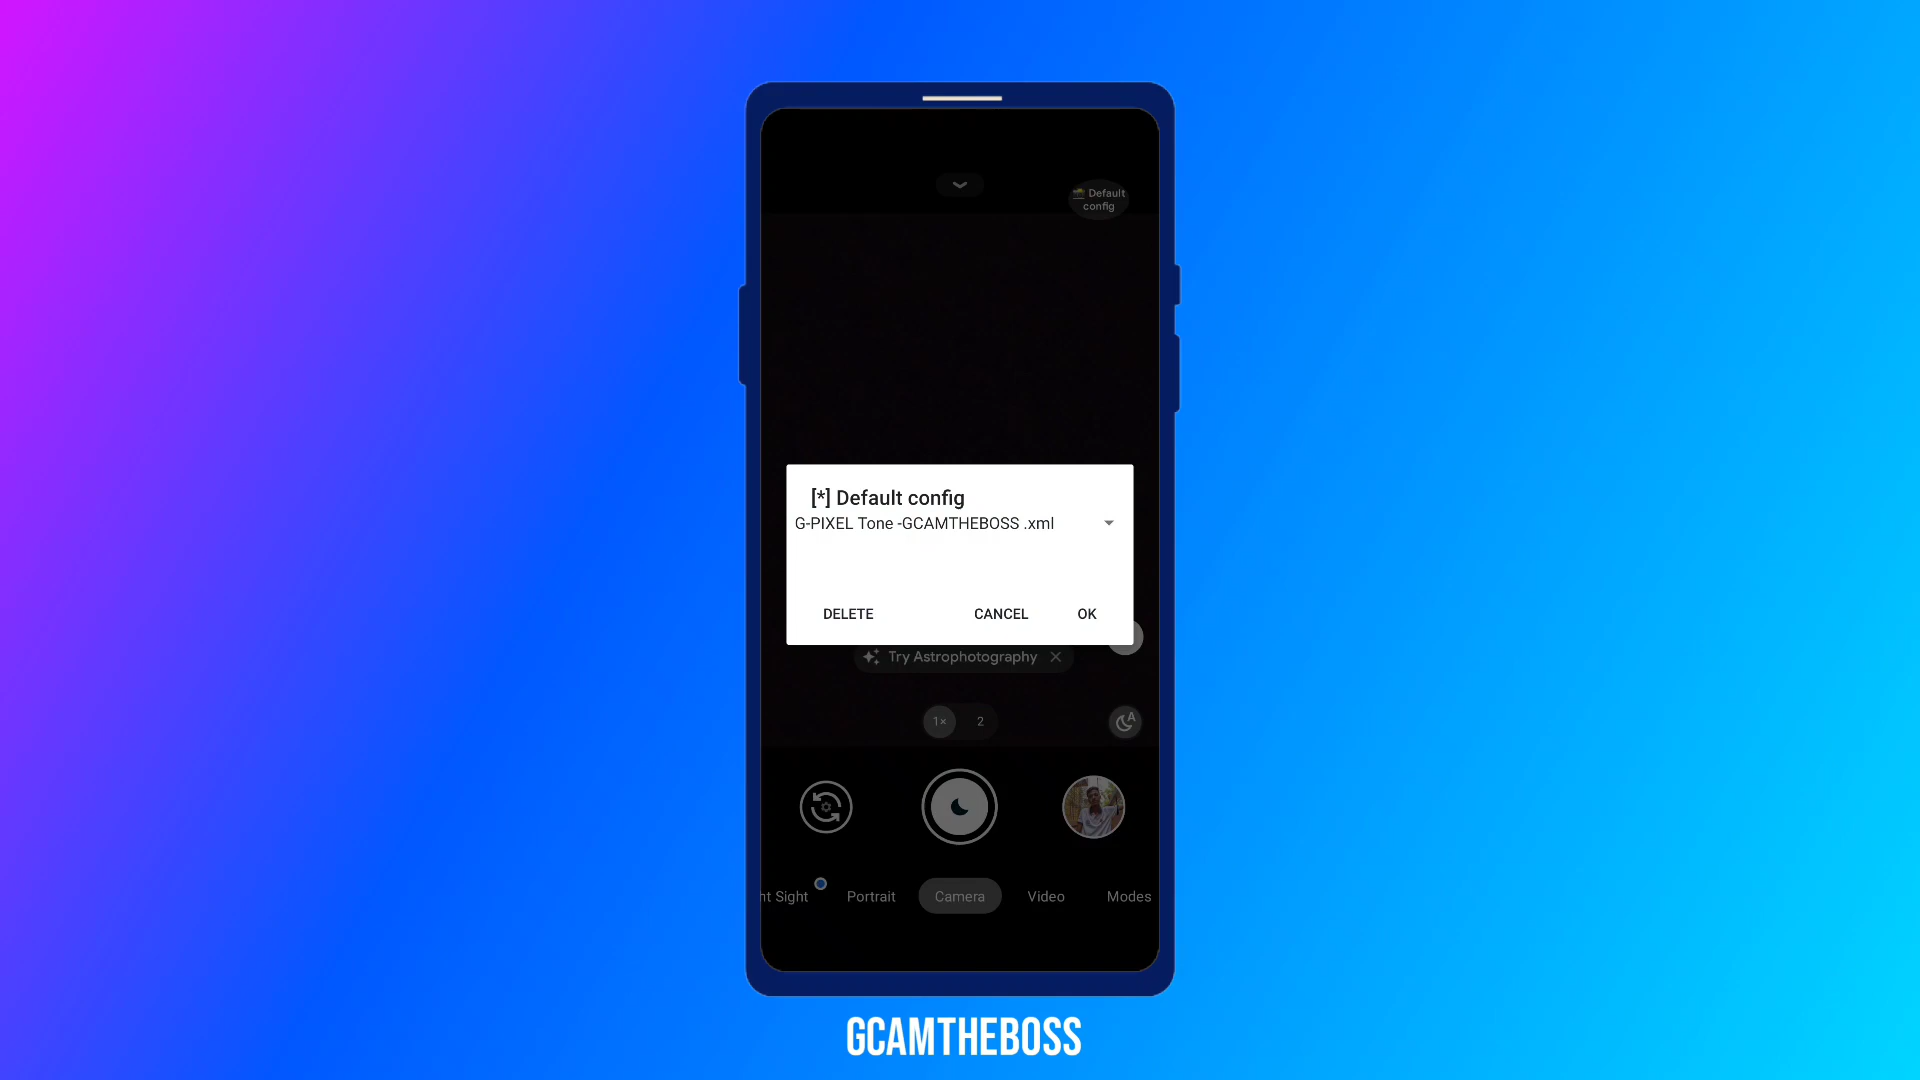 Default
config
[*] Default config
G-PIXEL Tone -GCAMTHEBOSS .xml
DELETE CANCEL OK
Try Astrophotography
1× 2
A
ht Sight Portrait Camera Video Modes
GCAMTHEBOSS